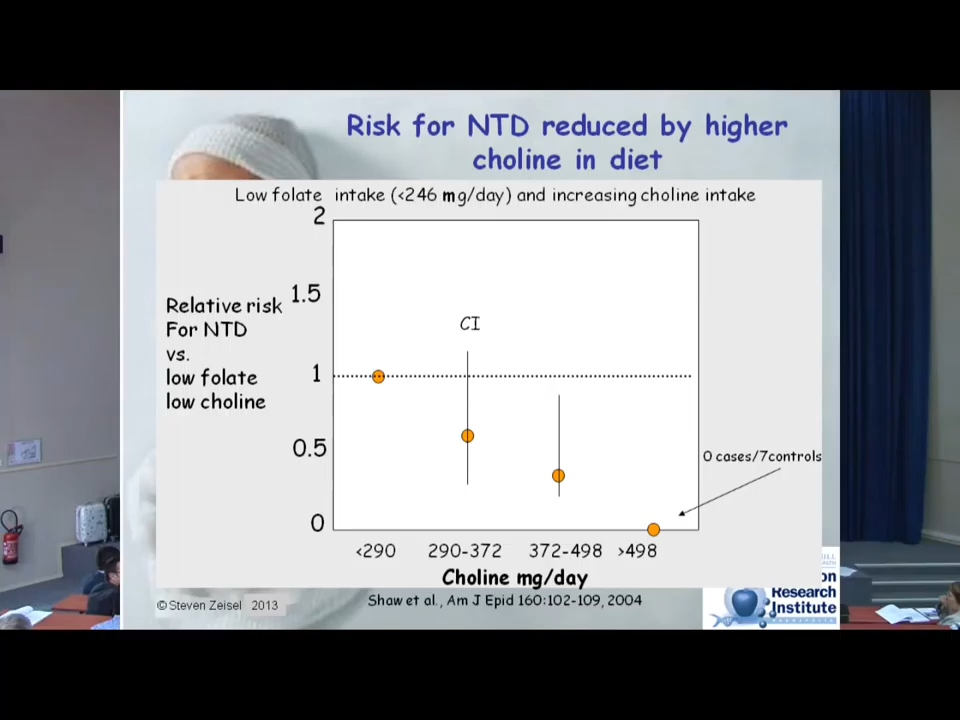 Risk for NTD reduced by higher
choline in diet
Low folate intake (<246 mg/day) and increasing choline intake
2
1.5
1
0.5
0
Relative risk
For NTD
vs.
low folate
low choline
CI
0 cases/7controls
<290 290-372 372-498 >498
Choline mg/day
© Steven Zeisel 2013
Shaw et al., Am J Epid 160:102-109, 2004
Research
Institute